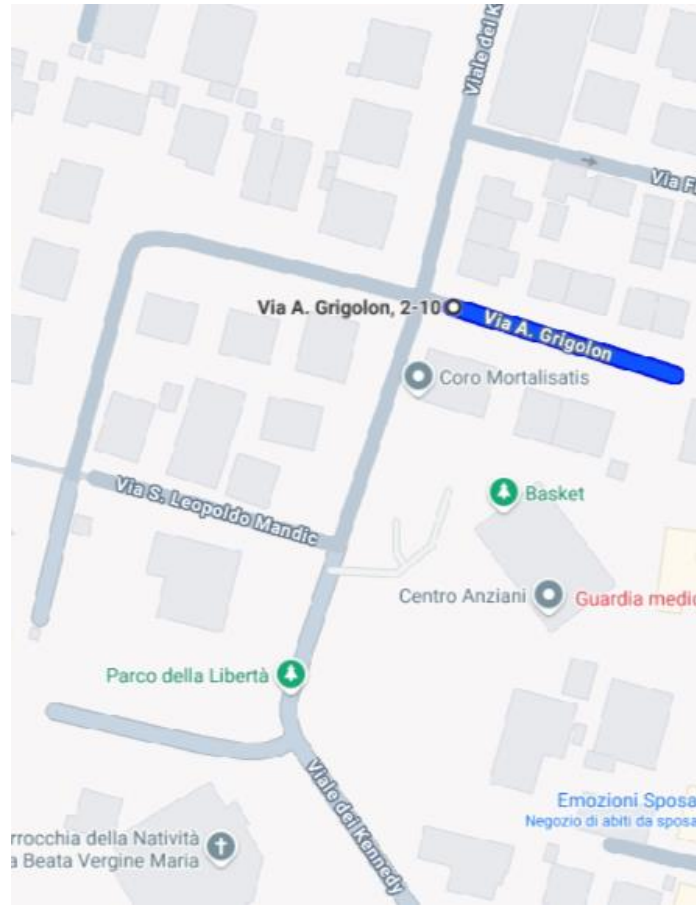 Viale dei K
Via F
Via A. Grigolon, 2-10
Via A. Grigolon
Coro Mortalisatis
Basket
Via S. Leopoldo Mandic
Centro Anziani
Guardia medic
Parco della Libertà
Viale dei Kennedy
Emozioni Sposa
Negozio di abiti da sposa
rrocchia della Natività
a Beata Vergine Maria